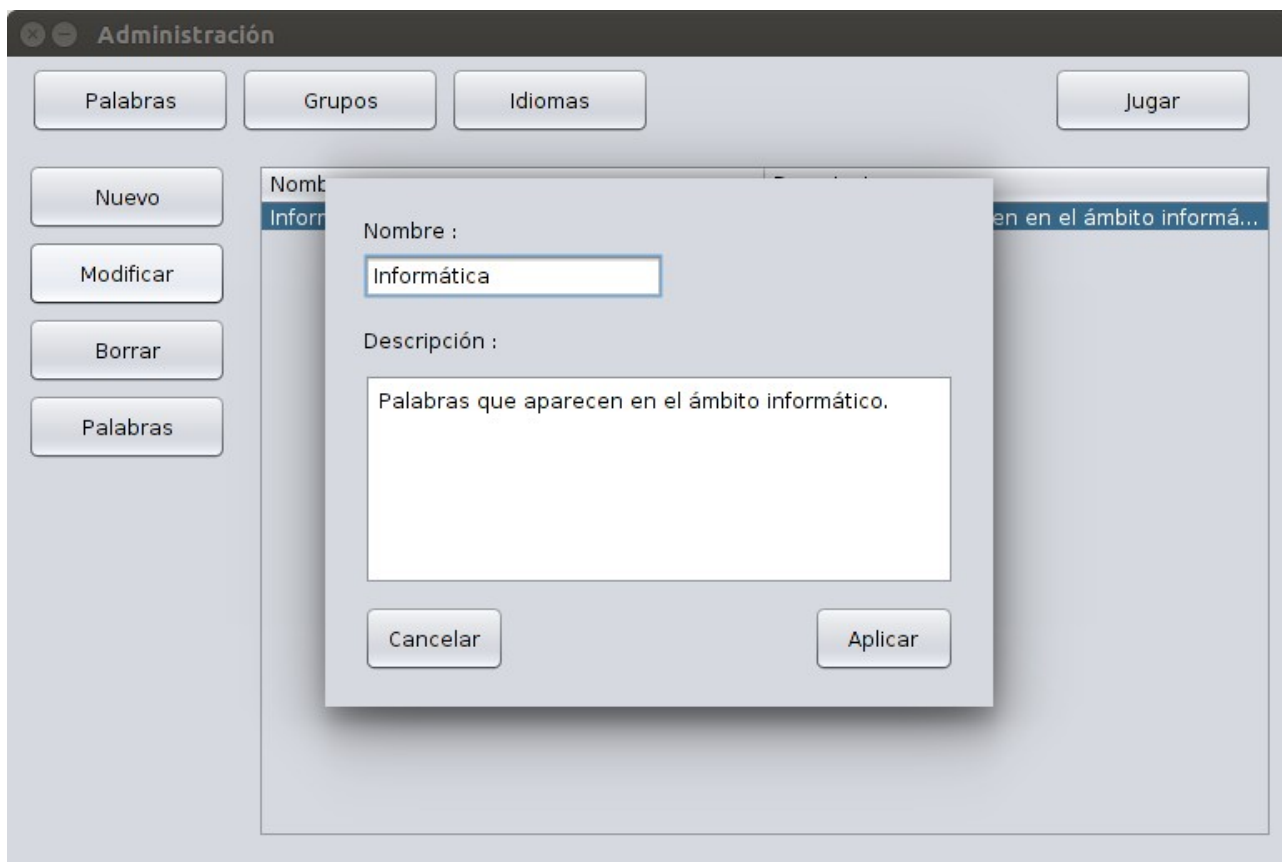 Administración
Palabras Grupos Idiomas Jugar
Nuevo
Modificar
Borrar
Palabras
Nombre :
Informática
Descripción :
Palabras que aparecen en el ámbito informático.
Cancelar Aplicar
en el ámbito informá...